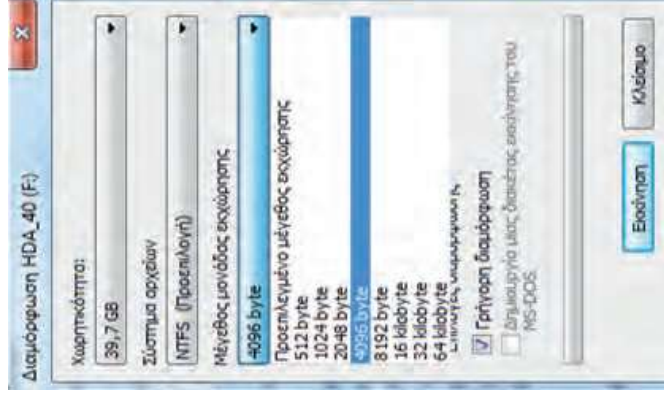 Διαμόρφωση HDA_40 (F:)
Χωρητικότητα:
39,7 GB
Σύστημα αρχείων
NTFS (Προεπιλογή)
Μέγεθος μονάδας εκχώρησης
4096 byte
Προεπιλεγμένο μέγεθος εκχώρησης
512 byte
1024 byte
2048 byte
4096 byte
8192 byte
16 kilobyte
32 kilobyte
64 kilobyte
Επιλογές διαμόρφωσης
Γρήγορη διαμόρφωση
Δημιουργία μιας δισκέτας εκκίνησης του
MS-DOS
Εκκίνηση
Κλείσιμο